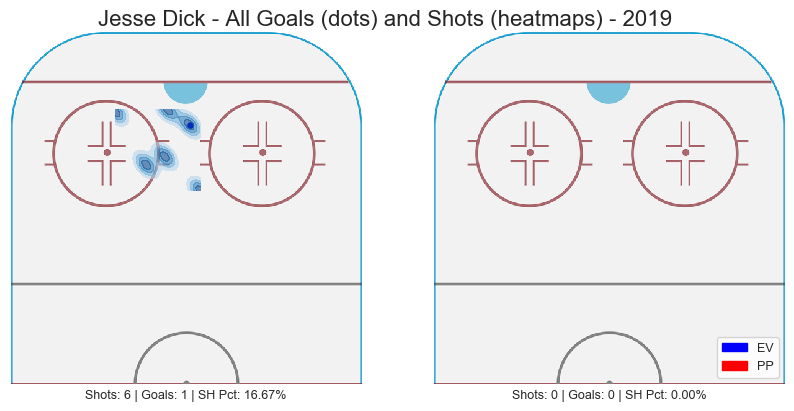 Jesse Dick - All Goals (dots) and Shots (heatmaps) - 2019
EV
PP
Shots: 6 | Goals: 1 | SH Pct: 16.67%
Shots: 0 | Goals: 0 | SH Pct: 0.00%